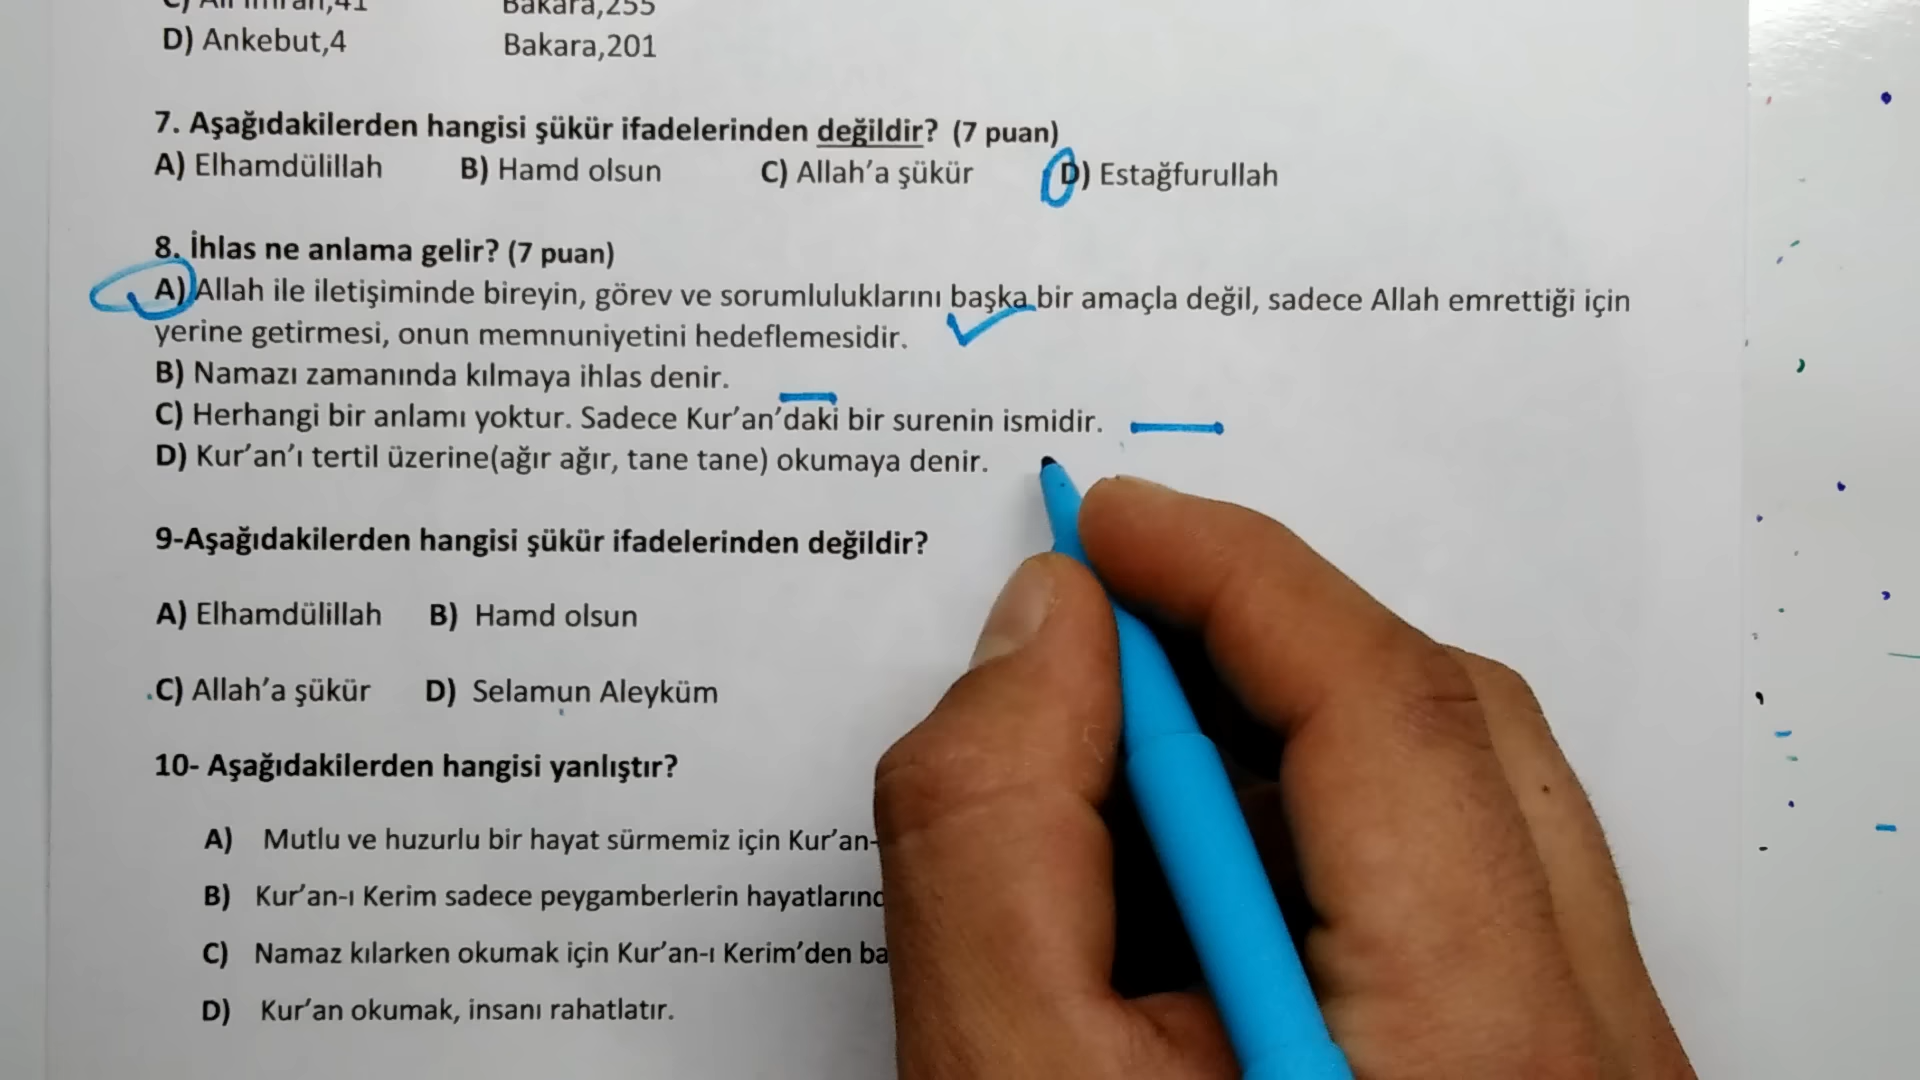 C) Ali İmran,41 Bakara,255
D) Ankebut,4 Bakara,201
7. Aşağıdakilerden hangisi şükür ifadelerinden değildir? (7 puan)
A) Elhamdülillah B) Hamd olsun C) Allah’a şükür D) Estağfurullah
8. İhlas ne anlama gelir? (7 puan)
A) Allah ile iletişiminde bireyin, görev ve sorumluluklarını başka bir amaçla değil, sadece Allah emrettiği için
yerine getirmesi, onun memnuniyetini hedeflemesidir.
B) Namazı zamanında kılmaya ihlas denir.
C) Herhangi bir anlamı yoktur. Sadece Kur’an’daki bir surenin ismidir.
D) Kur’an’ı tertil üzerine(ağır ağır, tane tane) okumaya denir.
9-Aşağıdakilerden hangisi şükür ifadelerinden değildir?
A) Elhamdülillah B) Hamd olsun
C) Allah’a şükür D) Selamun Aleyküm
10- Aşağıdakilerden hangisi yanlıştır?
A) Mutlu ve huzurlu bir hayat sürmemiz için Kur’an-
B) Kur’an-ı Kerim sadece peygamberlerin
C) Namaz kılarken okumak için Kur’an-ı Kerim’den
D) Kur’an okumak, insanı rahatlatır.